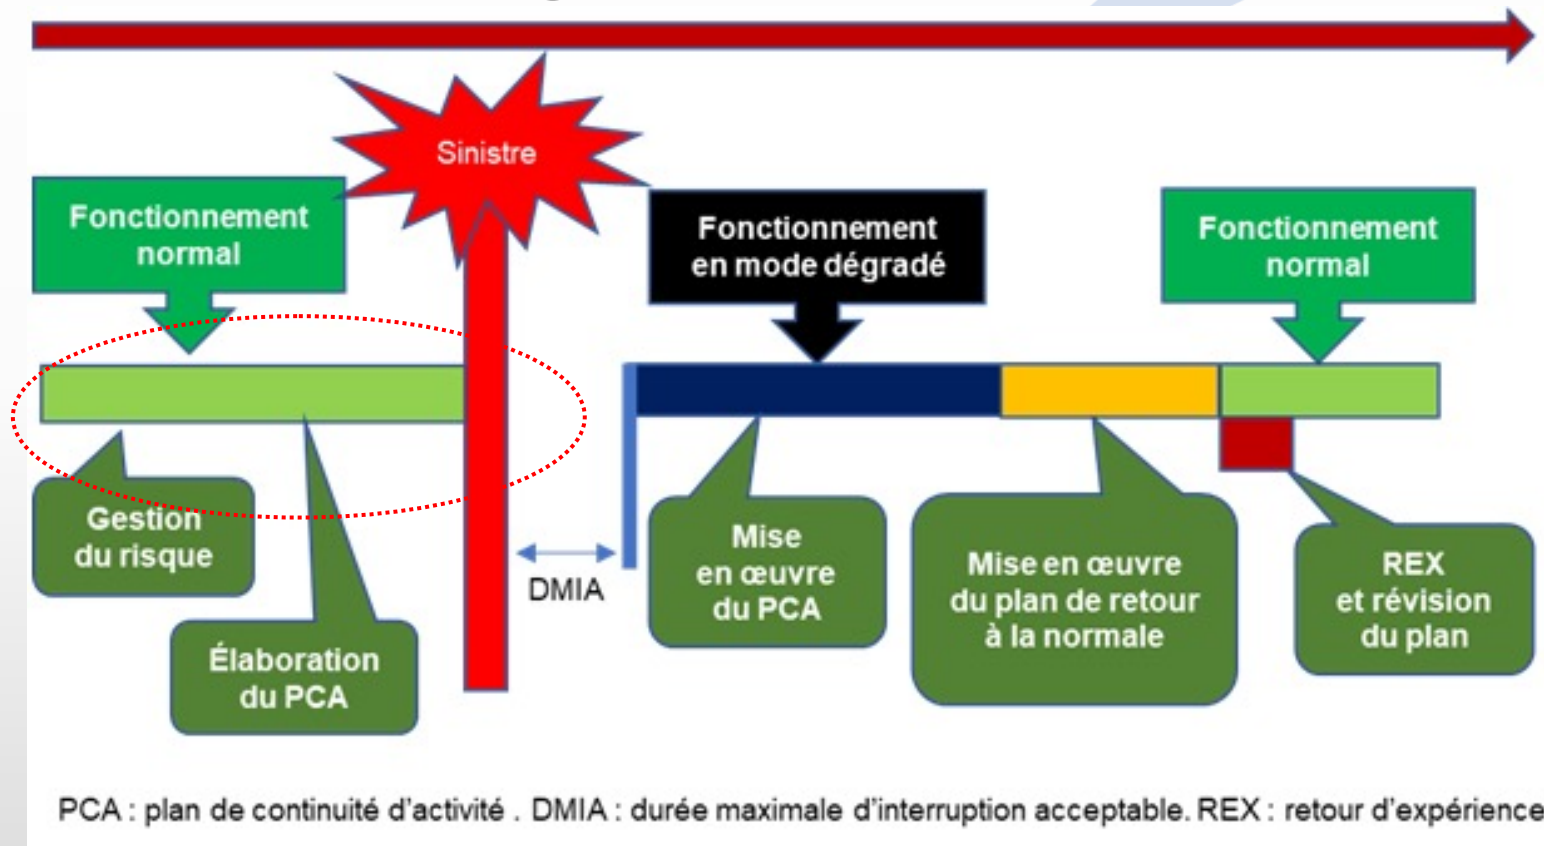 Sinistre
Fonctionnement
normal
Fonctionnement
en mode dégradé
Fonctionnement
normal
Gestion
du risque
Élaboration
du PCA
DMIA
Mise
en œuvre
du PCA
Mise en œuvre
du plan de retour
à la normale
REX
et révision
du plan
PCA : plan de continuité d'activité . DMIA : durée maximale d'interruption acceptable. REX : retour d'expérience